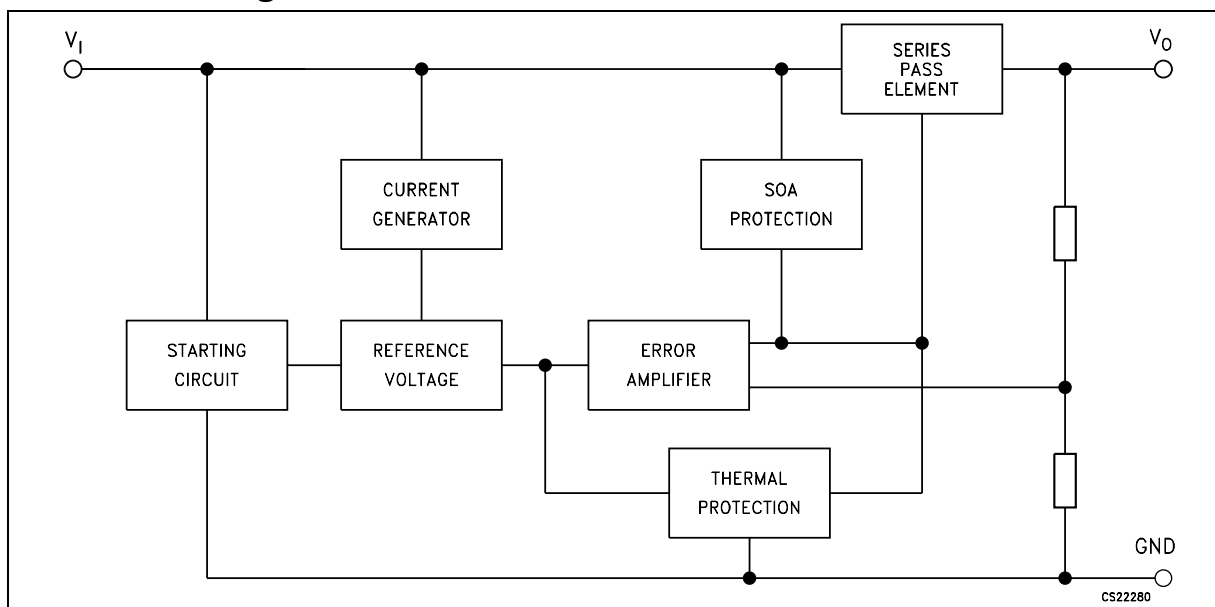 V_I
SERIES
PASS
ELEMENT
V_O
CURRENT
GENERATOR
SOA
PROTECTION
STARTING
CIRCUIT
REFERENCE
VOLTAGE
ERROR
AMPLIFIER
THERMAL
PROTECTION
GND
CS22280